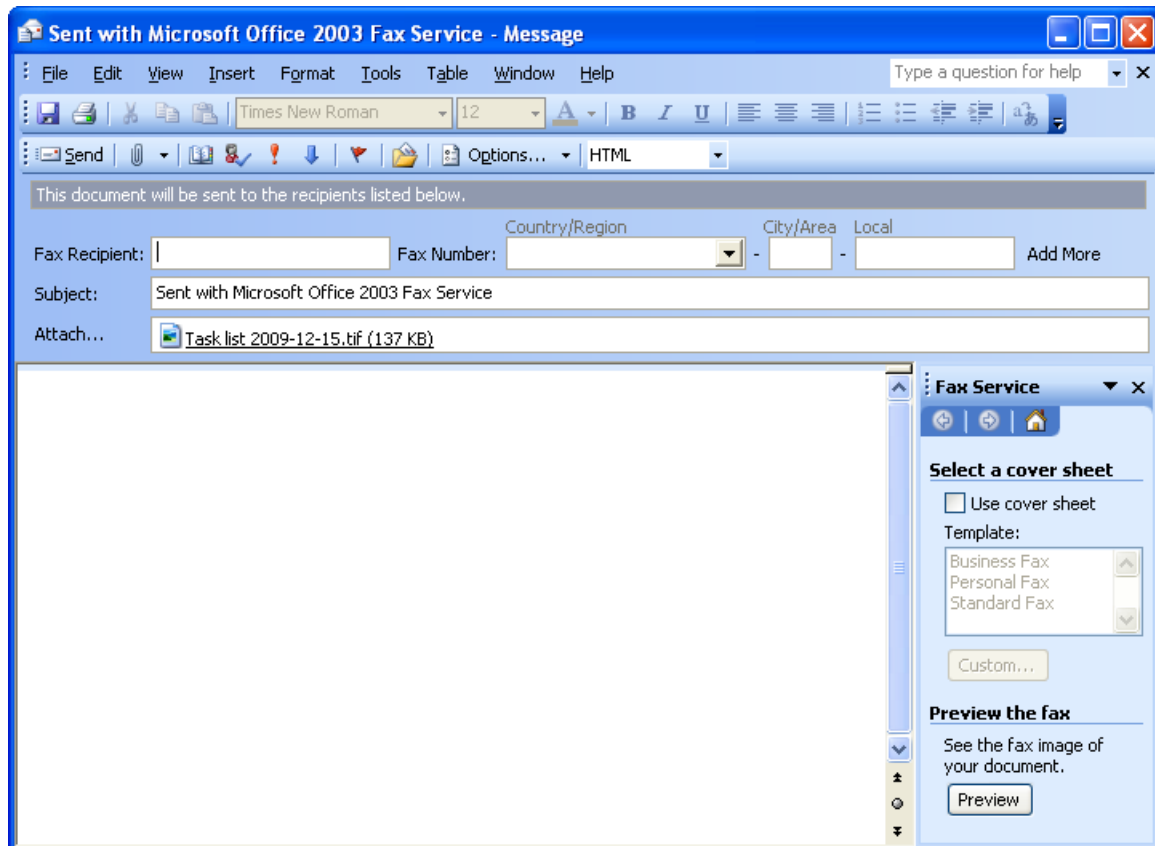 Sent with Microsoft Office 2003 Fax Service - Message
File Edit View Insert Format Tools Table Window Help Type a question for help
Times New Roman 12 A B I U
Send Options... HTML
This document will be sent to the recipients listed below.
Country/Region City/Area Local
Fax Recipient: Fax Number: - - Add More
Subject: Sent with Microsoft Office 2003 Fax Service
Attach... Task list 2009-12-15.tif (137 KB)
Fax Service
Select a cover sheet
Use cover sheet
Template:
Business Fax
Personal Fax
Standard Fax
Custom...
Preview the fax
See the fax image of
your document.
Preview